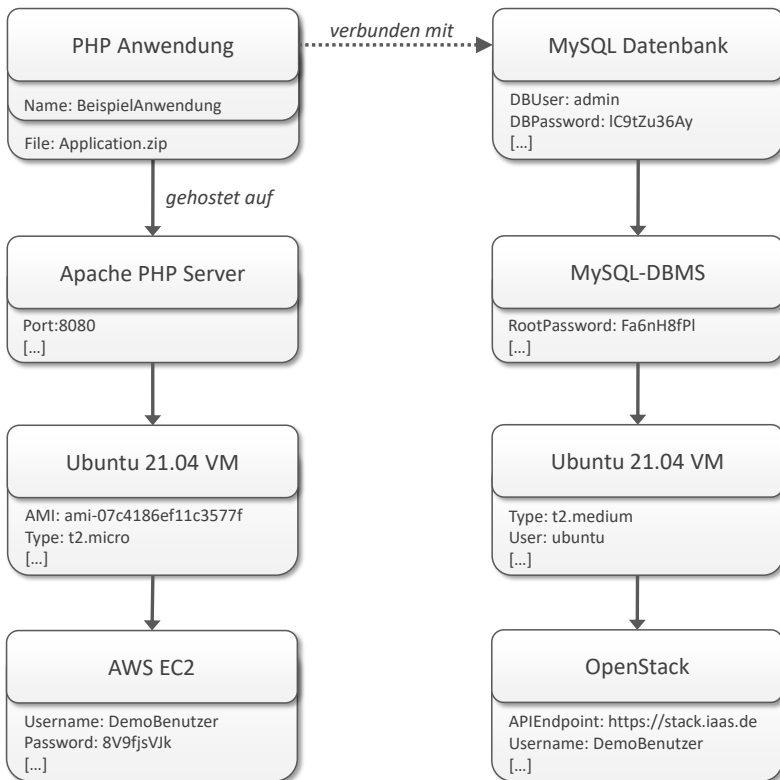 PHP Anwendung
Name: BeispielAnwendung
File: Application.zip
verbunden mit
MySQL Datenbank
DBUser: admin
DBPassword: lC9tZu36Ay
[...]
gehostet auf
Apache PHP Server
Port:8080
[...]
MySQL-DBMS
RootPassword: Fa6nH8fPl
[...]
Ubuntu 21.04 VM
AMI: ami-07c4186ef11c3577f
Type: t2.micro
[...]
Ubuntu 21.04 VM
Type: t2.medium
User: ubuntu
[...]
AWS EC2
Username: DemoBenutzer
Password: 8V9fjsVJk
[...]
OpenStack
APIEndpoint: https://stack.iaas.de
Username: DemoBenutzer
[...]